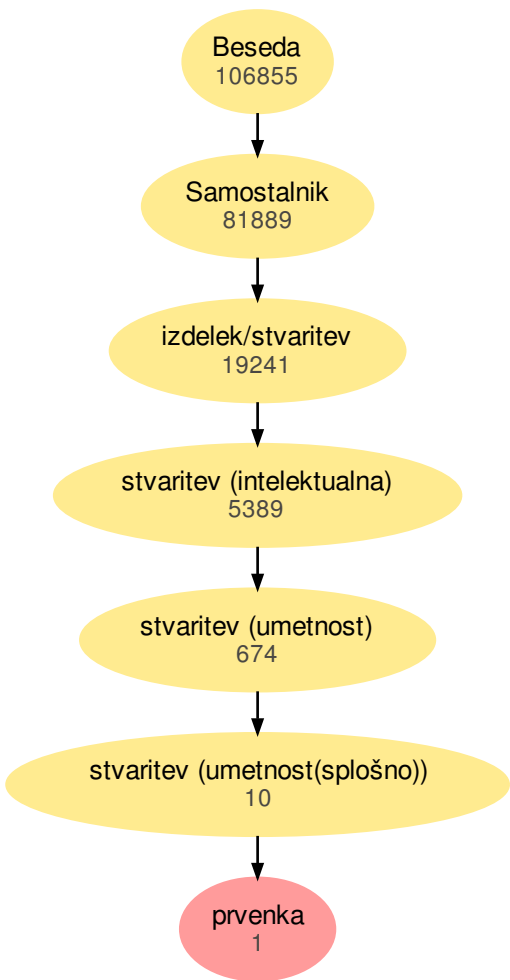 Beseda
106855
Samostalnik
81889
izdelek/stvaritev
19241
stvaritev (intelektualna)
5389
stvaritev (umetnost)
674
stvaritev (umetnost(splošno))
10
prvenka
1